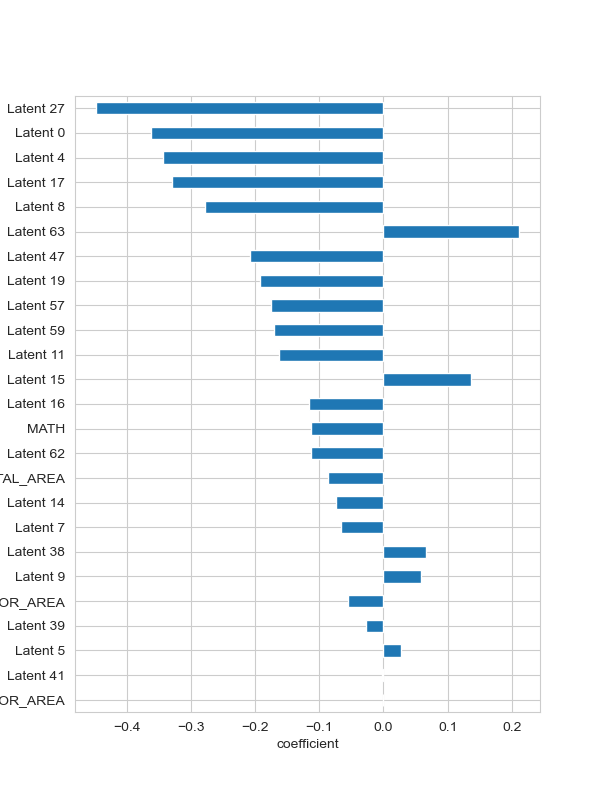 Latent 27
Latent 0
Latent 4
Latent 17
Latent 8
Latent 63
Latent 47
Latent 19
Latent 57
Latent 59
Latent 11
Latent 15
Latent 16
MATH
Latent 62
TAL_AREA
Latent 14
Latent 7
Latent 38
Latent 9
OR_AREA
Latent 39
Latent 5
Latent 41
OR_AREA
−0.4 −0.3 −0.2 −0.1 0.0 0.1 0.2
coefficient